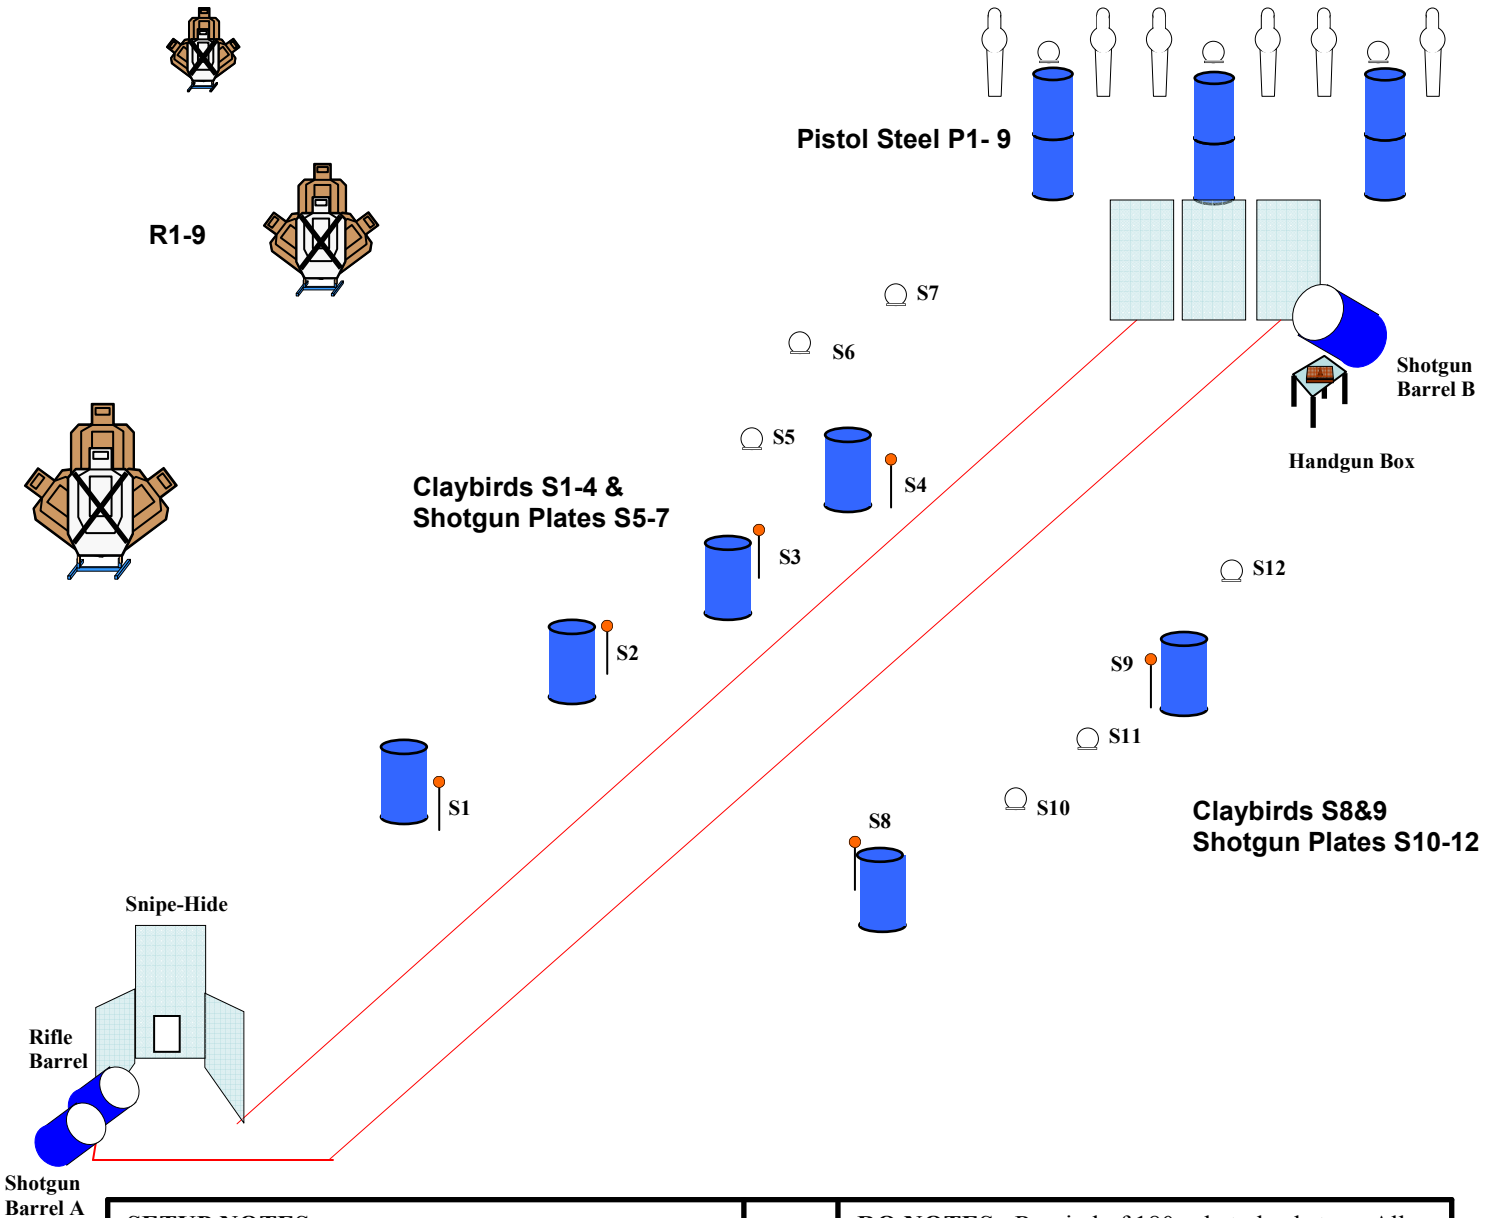 Pistol Steel P1- 9
R1-9
S7
S6
Shotgun
Barrel B
S5
Handgun Box
S4
Claybirds S1-4 &
Shotgun Plates S5-7
S3
S12
S2
S9
S11
S1
S10
S8
Claybirds S8&9
Shotgun Plates S10-12
Snipe-Hide
Rifle
Barrel
Shotgun
Barrel A